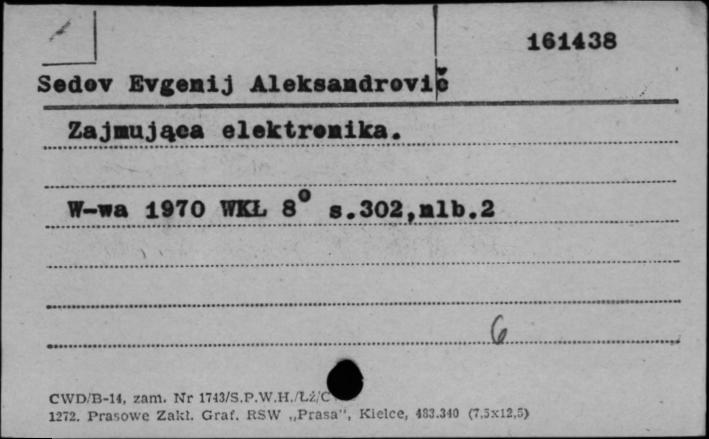 161438
Sedov Evgenij Aleksandrovič
Zajmująca elektronika.
W-wa 1970 WKŁ 8° s.302,nlb.2
6
CWD/B-14, zam. Nr 1743/S.P.W.H./Łź/C
1272. Prasowe Zakł. Graf. RSW „Prasa", Kielce, 483.340 (7,5x12,5)